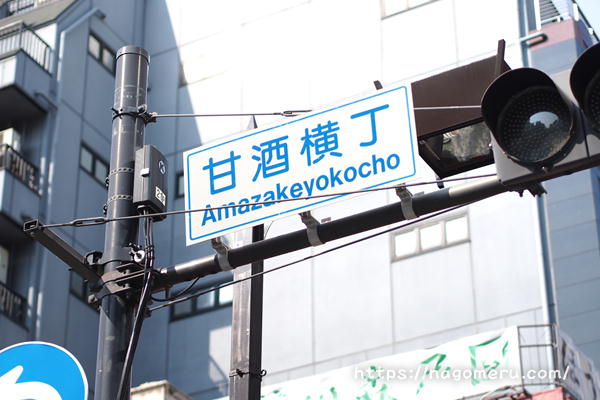 甘酒横丁
Amazakeyokocho
https://nagomeru.com/